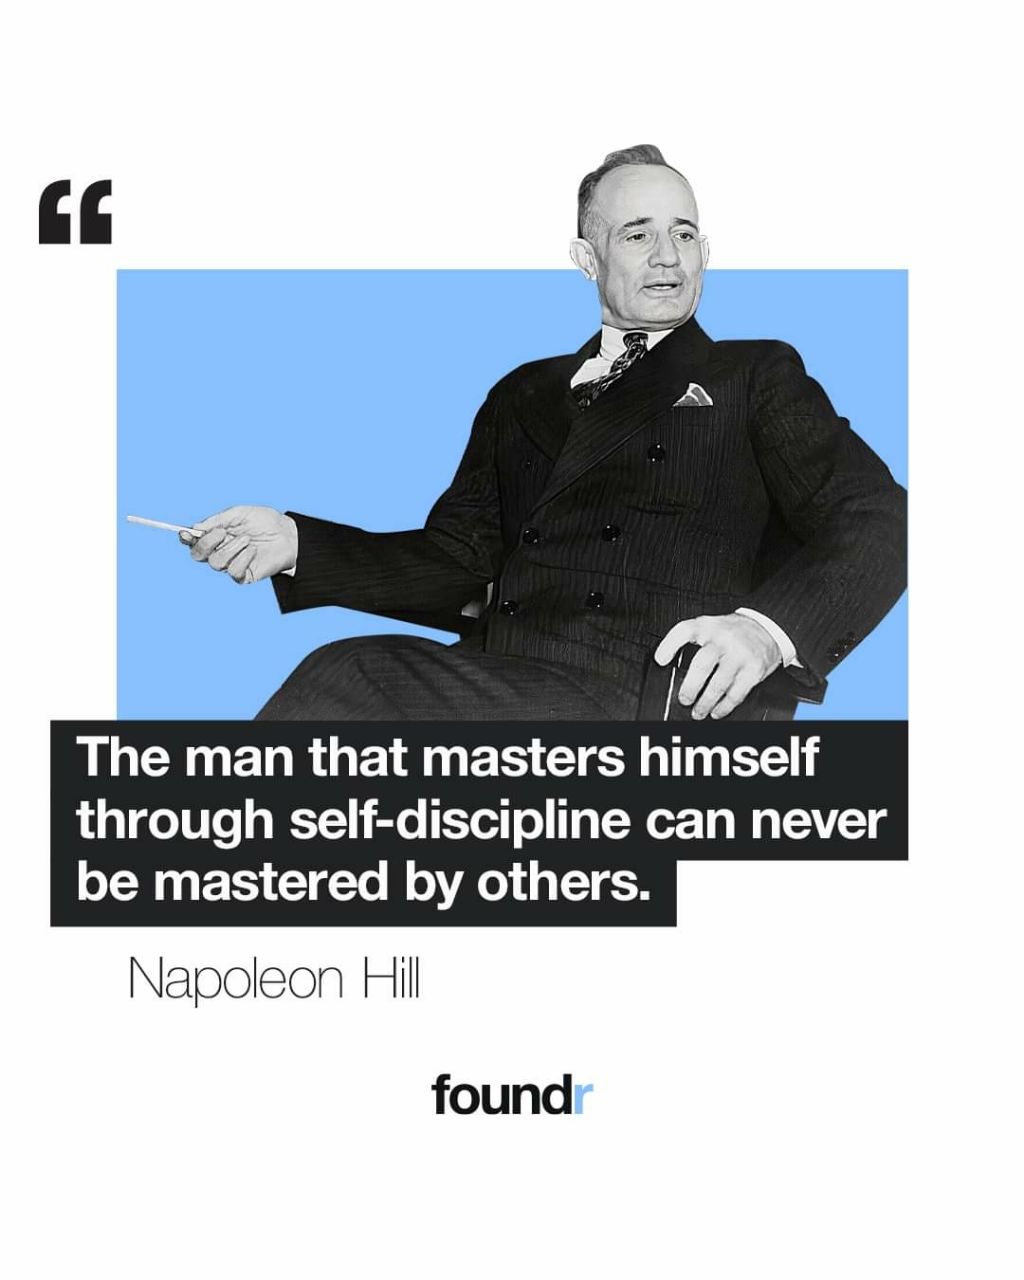 “
The man that masters himself
through self-discipline can never
be mastered by others.
Napoleon Hill
foundr